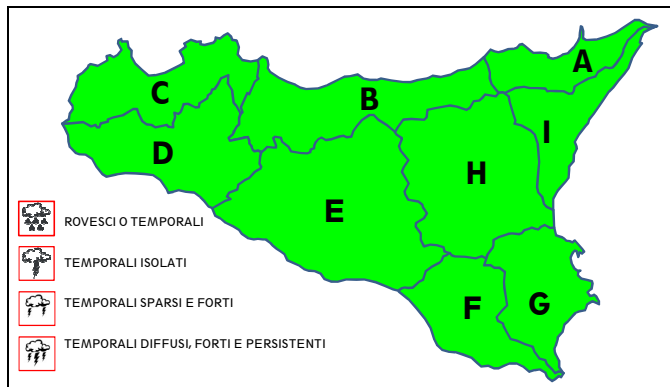 A
C
B
I
D
H
E
ROVESCI O TEMPORALI
TEMPORALI ISOLATI
TEMPORALI SPARSI E FORTI
F
G
TEMPORALI DIFFUSI, FORTI E PERSISTENTI